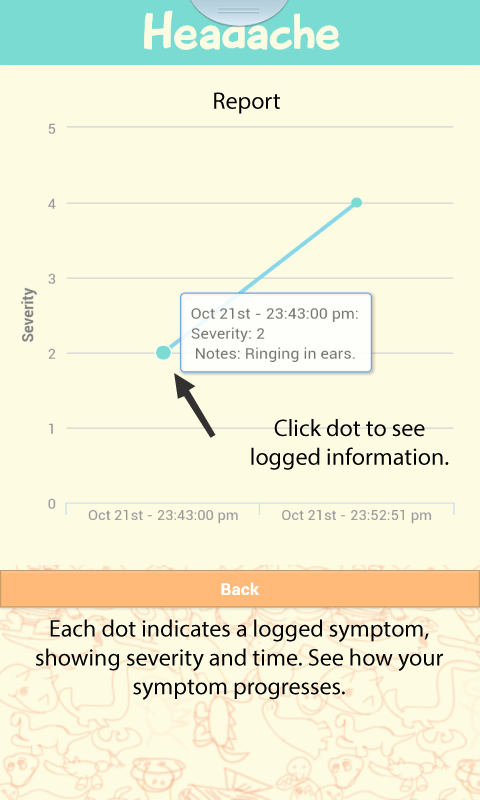 Headache
Report
5
4
3
2
1
0
Severity
Oct 21st - 23:43:00 pm:
Severity: 2
Notes: Ringing in ears.
Click dot to see
logged information.
Oct 21st - 23:43:00 pm
Oct 21st - 23:52:51 pm
Back
Each dot indicates a logged symptom,
showing severity and time. See how your
symptom progresses.